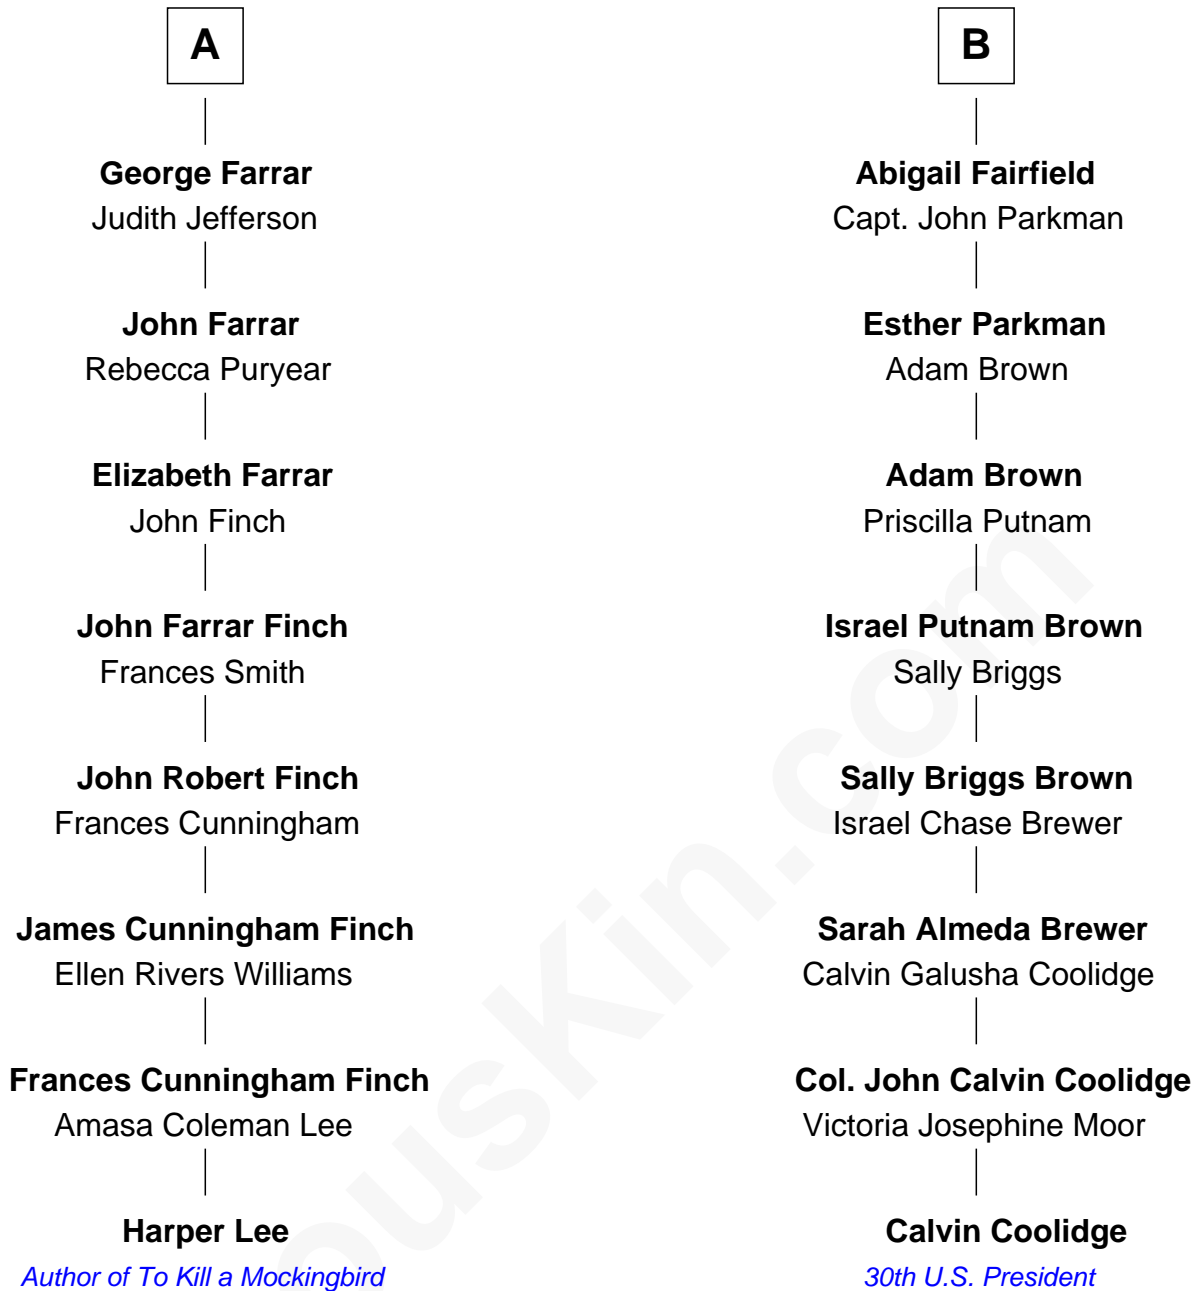 A
George Farrar
Judith Jefferson
John Farrar
Rebecca Puryear
Elizabeth Farrar
John Finch
John Farrar Finch
Frances Smith
John Robert Finch
Frances Cunningham
James Cunningham Finch
Ellen Rivers Williams
Frances Cunningham Finch
Amasa Coleman Lee
Harper Lee
Author of To Kill a Mockingbird
B
Abigail Fairfield
Capt. John Parkman
Esther Parkman
Adam Brown
Adam Brown
Priscilla Putnam
Israel Putnam Brown
Sally Briggs
Sally Briggs Brown
Israel Chase Brewer
Sarah Almeda Brewer
Calvin Galusha Coolidge
Col. John Calvin Coolidge
Victoria Josephine Moor
Calvin Coolidge
30th U.S. President
ousKin.com